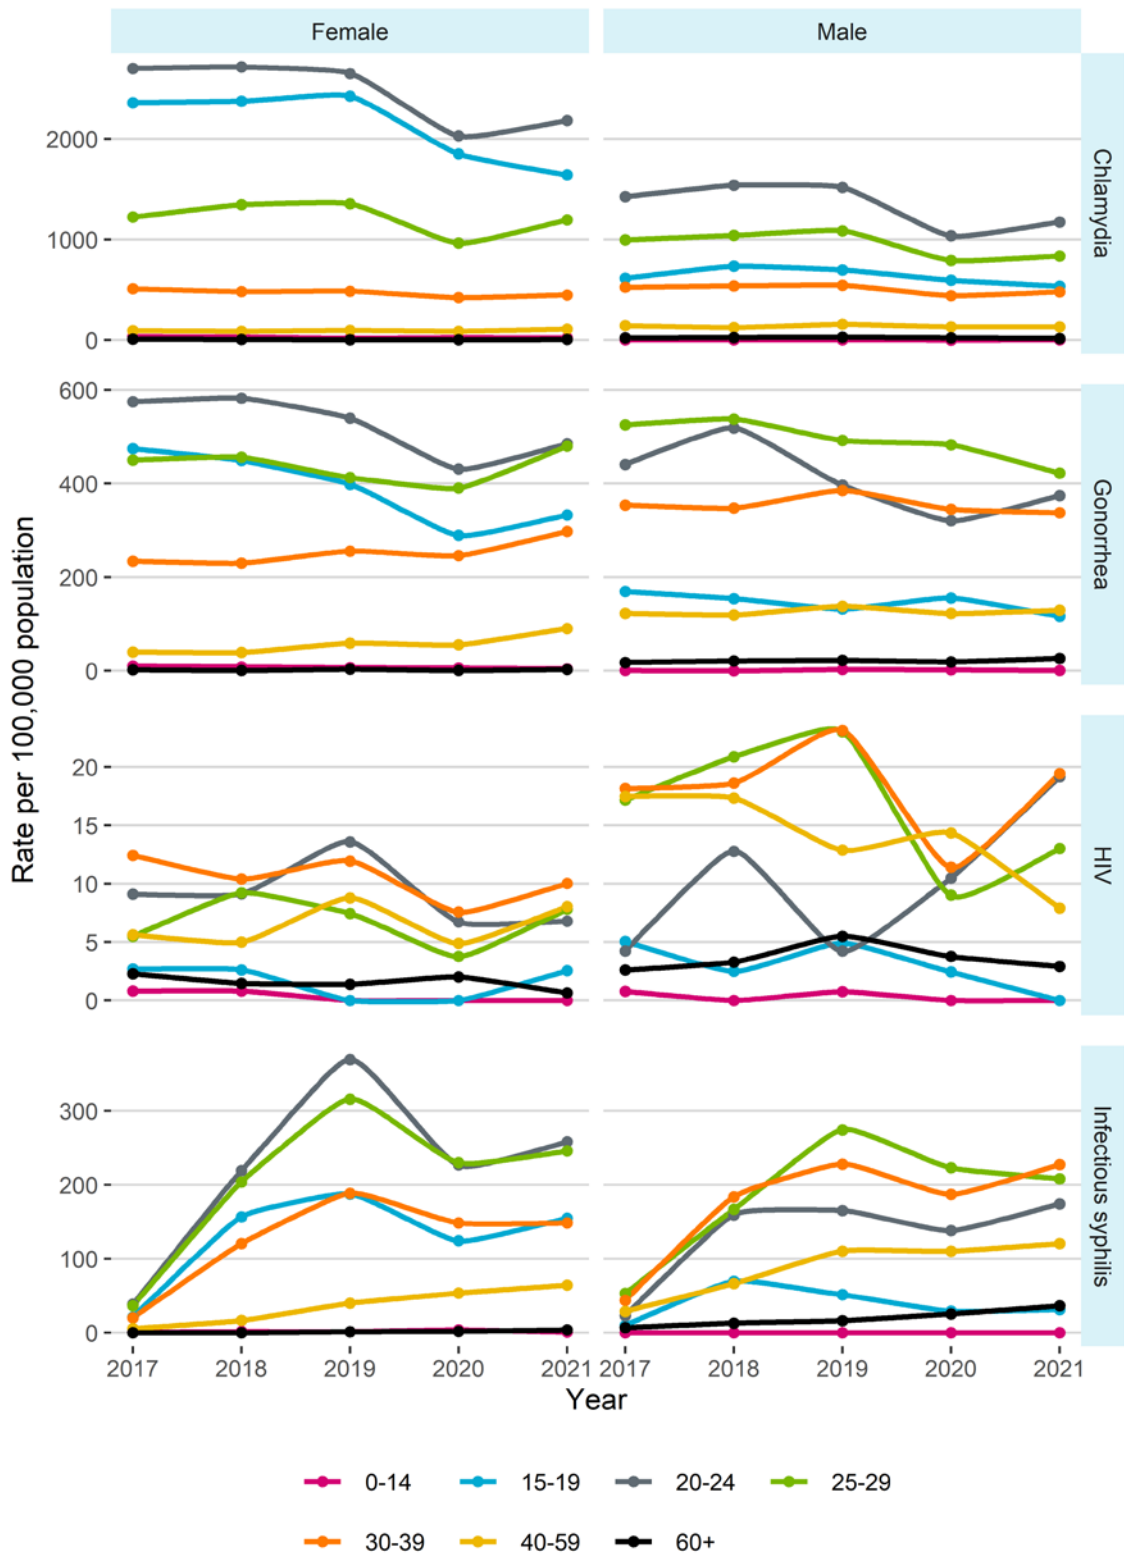 Female Male
2000
1000
0
Chlamydia
600
400
200
0
Gonorrhea
20
15
10
5
0
HIV
300
200
100
0
Infectious syphilis
Rate per 100,000 population
2017 2018 2019 2020 2021 2017 2018 2019 2020 2021
Year
0-14 15-19 20-24 25-29
30-39 40-59 60+